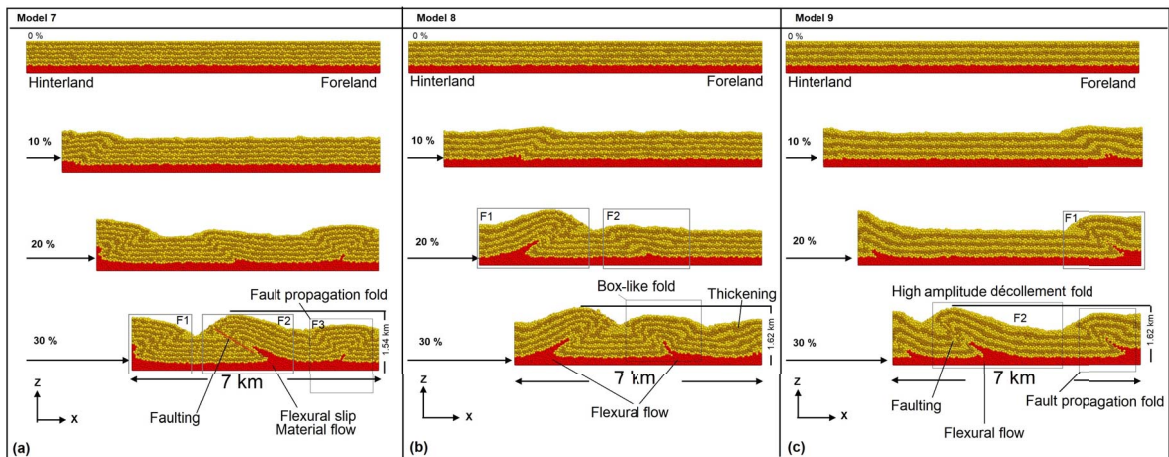 Model 7
0 %
Hinterland
Foreland
10 %
20 %
Fault propagation fold
F1
F2
F3
1.54 km
30 %
7 km
Z
X
Faulting
Flexural slip
Material flow
(a)
Model 8
0 %
Hinterland
Foreland
10 %
F1
F2
20 %
Box-like fold
Thickening
1.62 km
30 %
7 km
Z
X
Flexural flow
(b)
Model 9
0 %
Hinterland
Foreland
10 %
F1
20 %
High amplitude décollement fold
F2
1.62 km
30 %
7 km
Z
X
Faulting
Fault propagation fold
Flexural flow
(c)